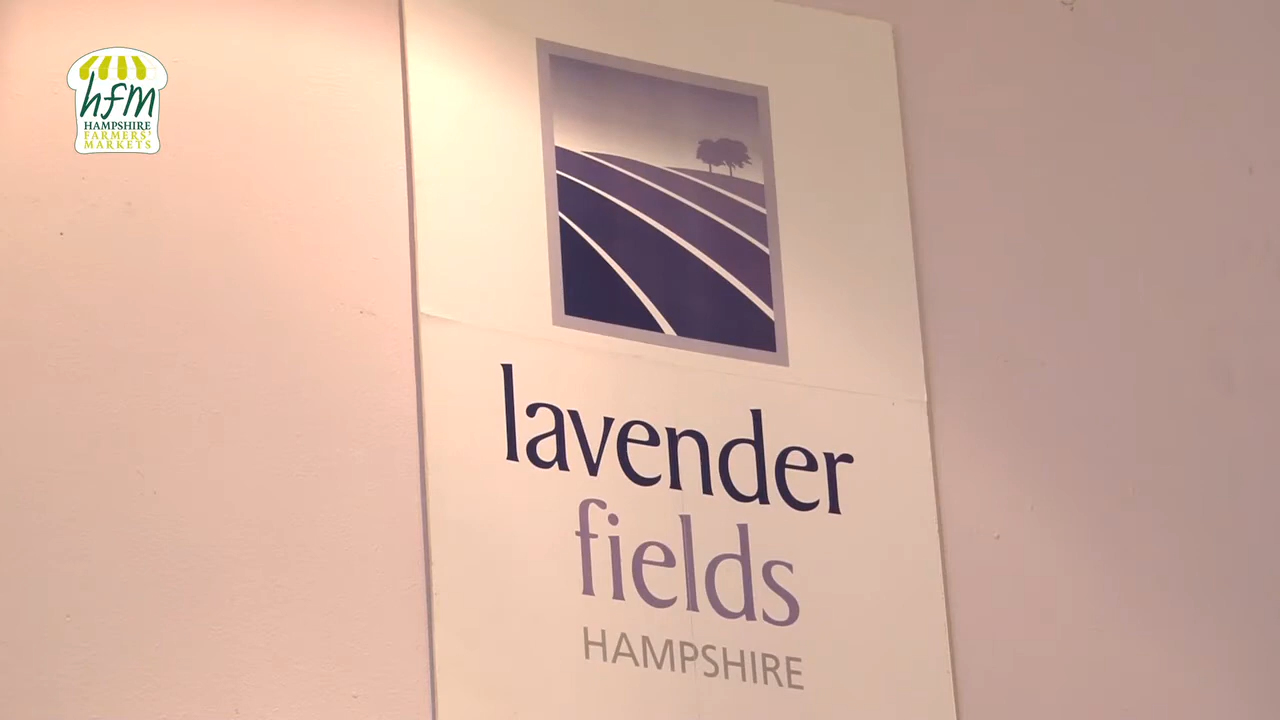 hfm
HAMPSHIRE
FARMERS'
MARKETS
lavender
fields
HAMPSHIRE